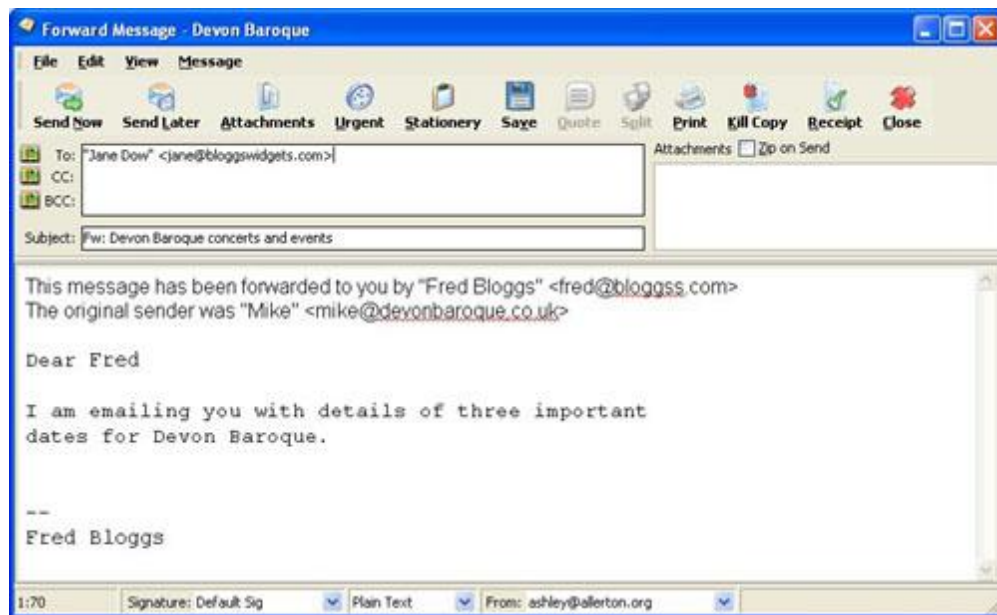 Forward Message - Devon Baroque
File Edit View Message
Send Now Send Later Attachments Urgent Stationery Save Quote Split Print Kill Copy Receipt Close
To: "Jane Dow" <jane@bloggswidgets.com>
Attachments Zip on Send
CC:
BCC:
Subject: Fw: Devon Baroque concerts and events
This message has been forwarded to you by "Fred Bloggs" <fred@bloggss.com>
The original sender was "Mike" <mike@devonbaroque.co.uk>
Dear Fred
I am emailing you with details of three important
dates for Devon Baroque.
--
Fred Bloggs
1:70 Signature: Default Sig Plain Text From: ashley@allerton.org